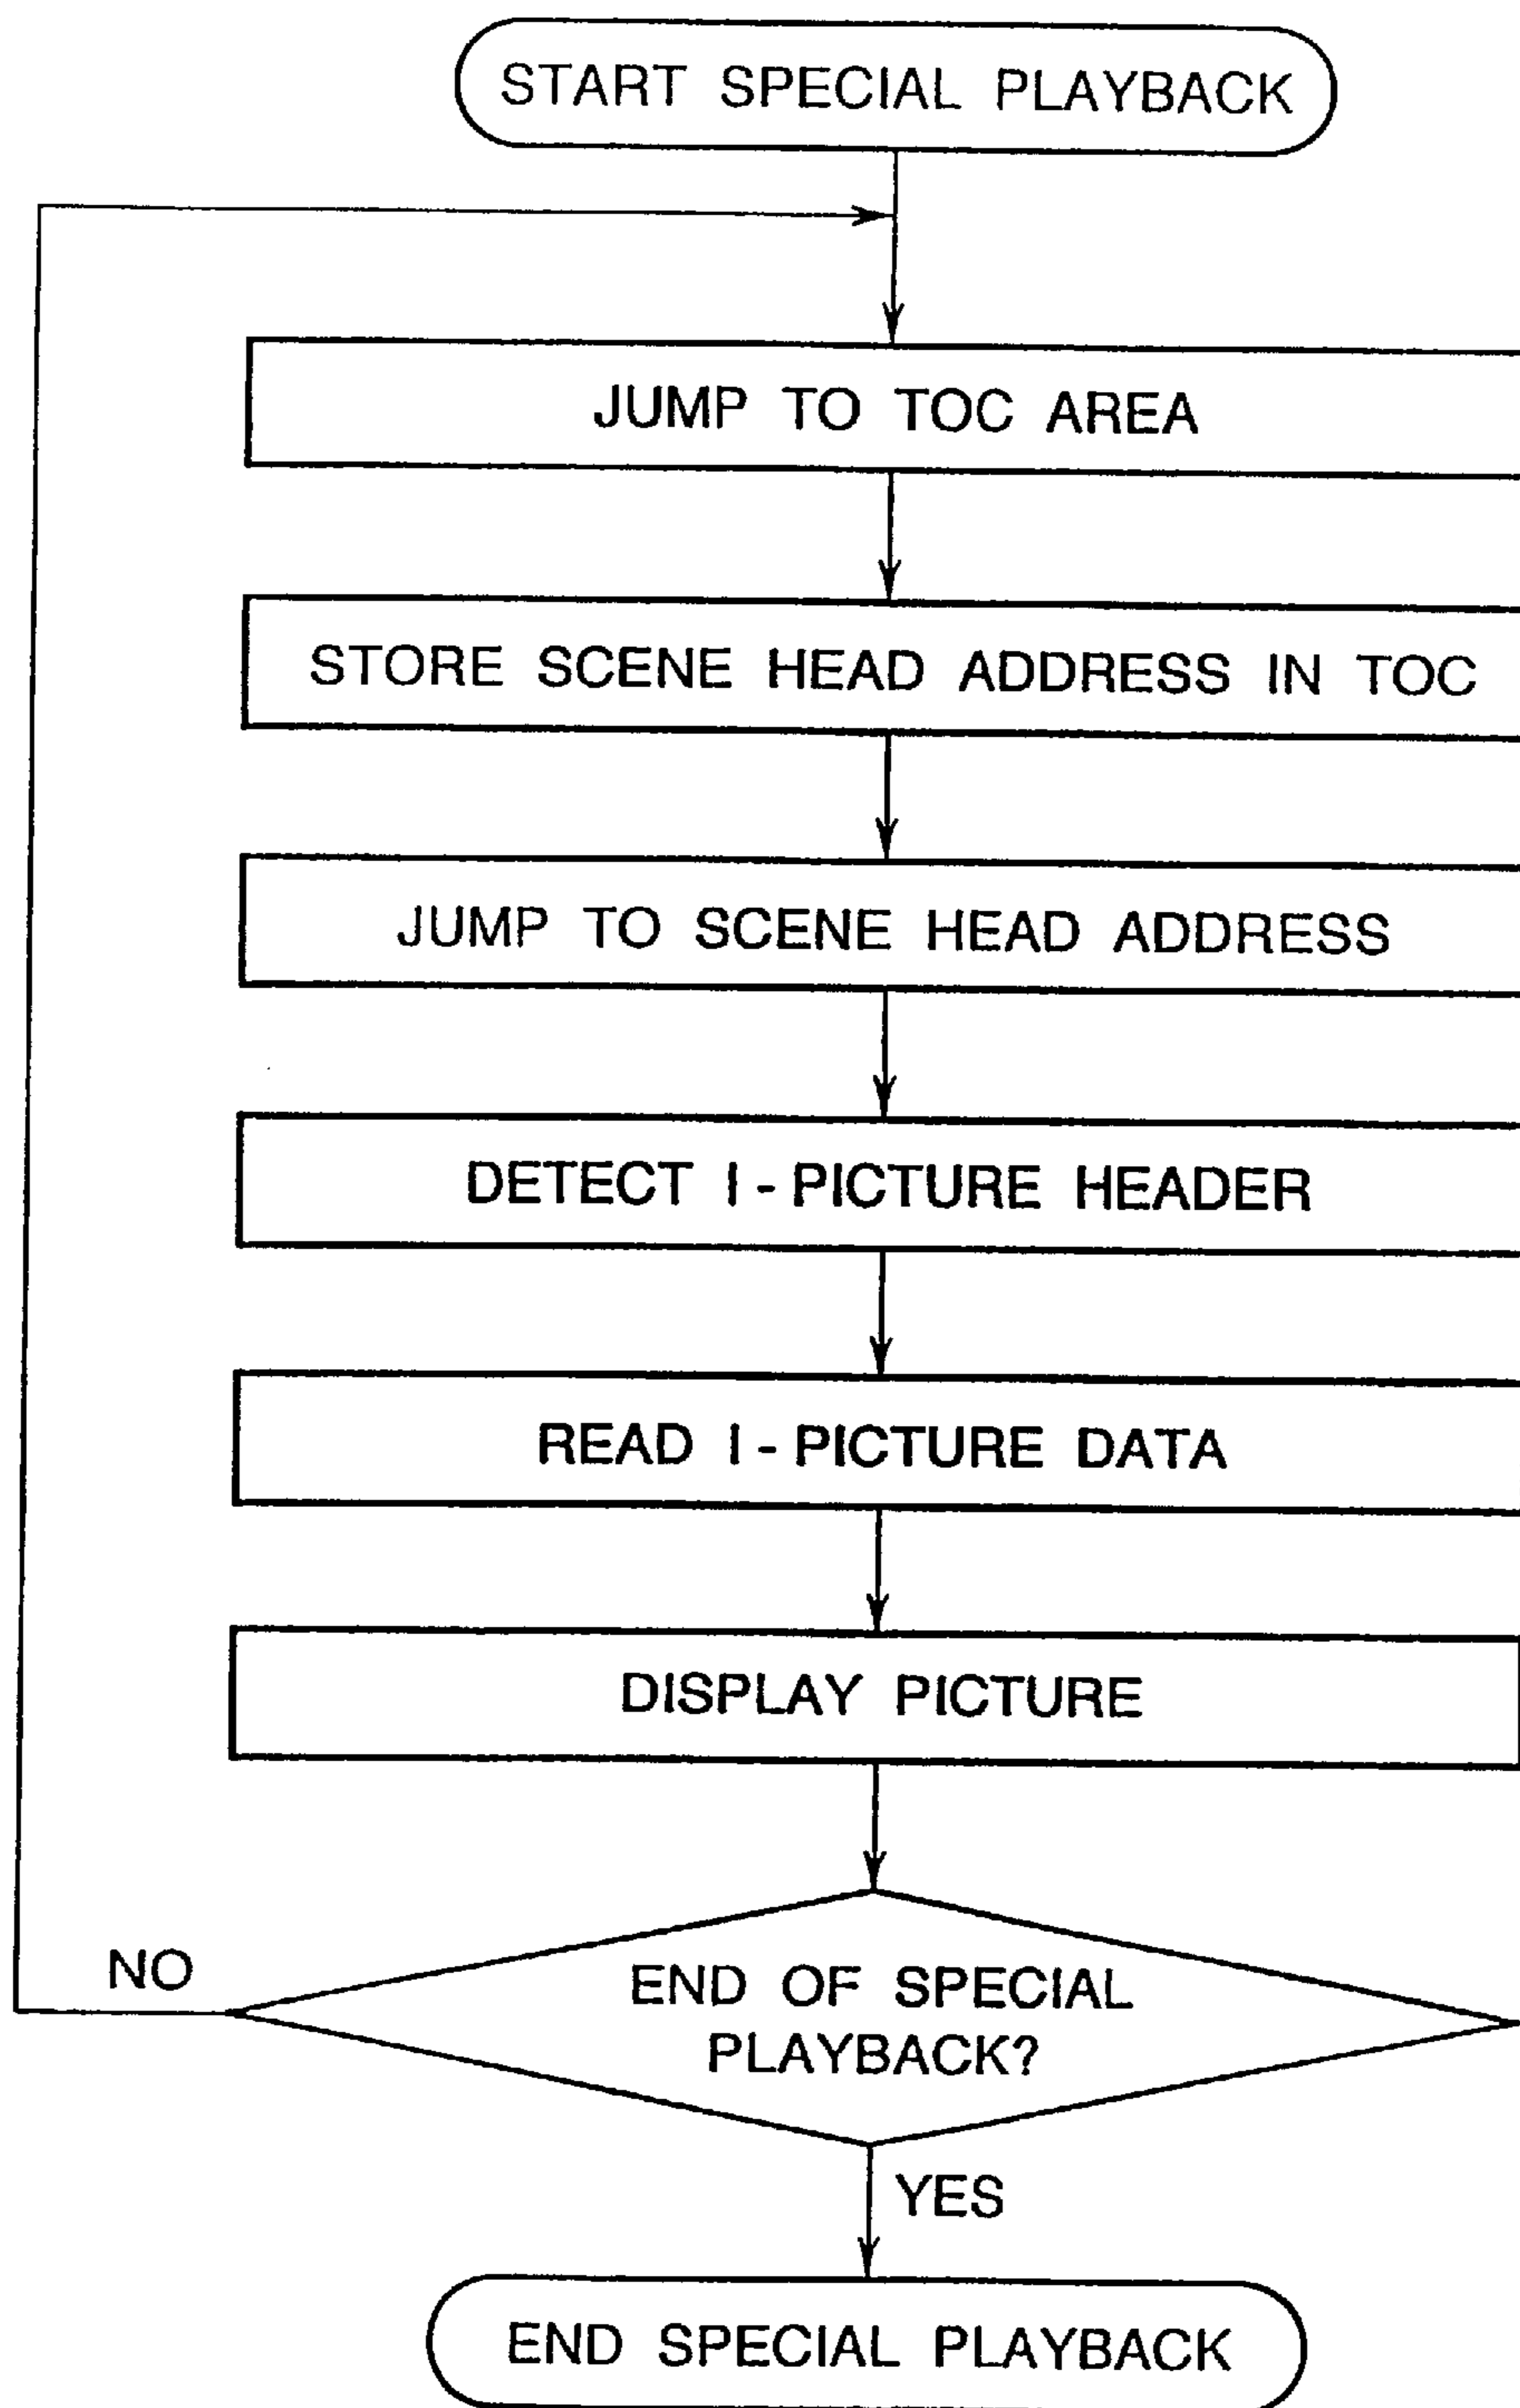 START SPECIAL PLAYBACK
JUMP TO TOC AREA
STORE SCENE HEAD ADDRESS IN TOC
JUMP TO SCENE HEAD ADDRESS
DETECT I - PICTURE HEADER
READ I - PICTURE DATA
DISPLAY PICTURE
END OF SPECIAL
PLAYBACK?
NO
YES
END SPECIAL PLAYBACK